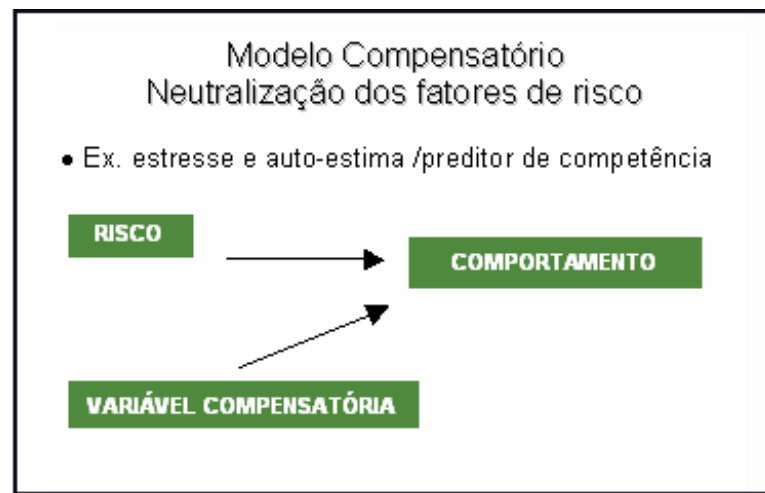 Modelo Compensatório
Neutralização dos fatores de risco
• Ex. estresse e auto-estima /preditor de competência
RISCO
COMPORTAMENTO
VARIÁVEL COMPENSATÓRIA